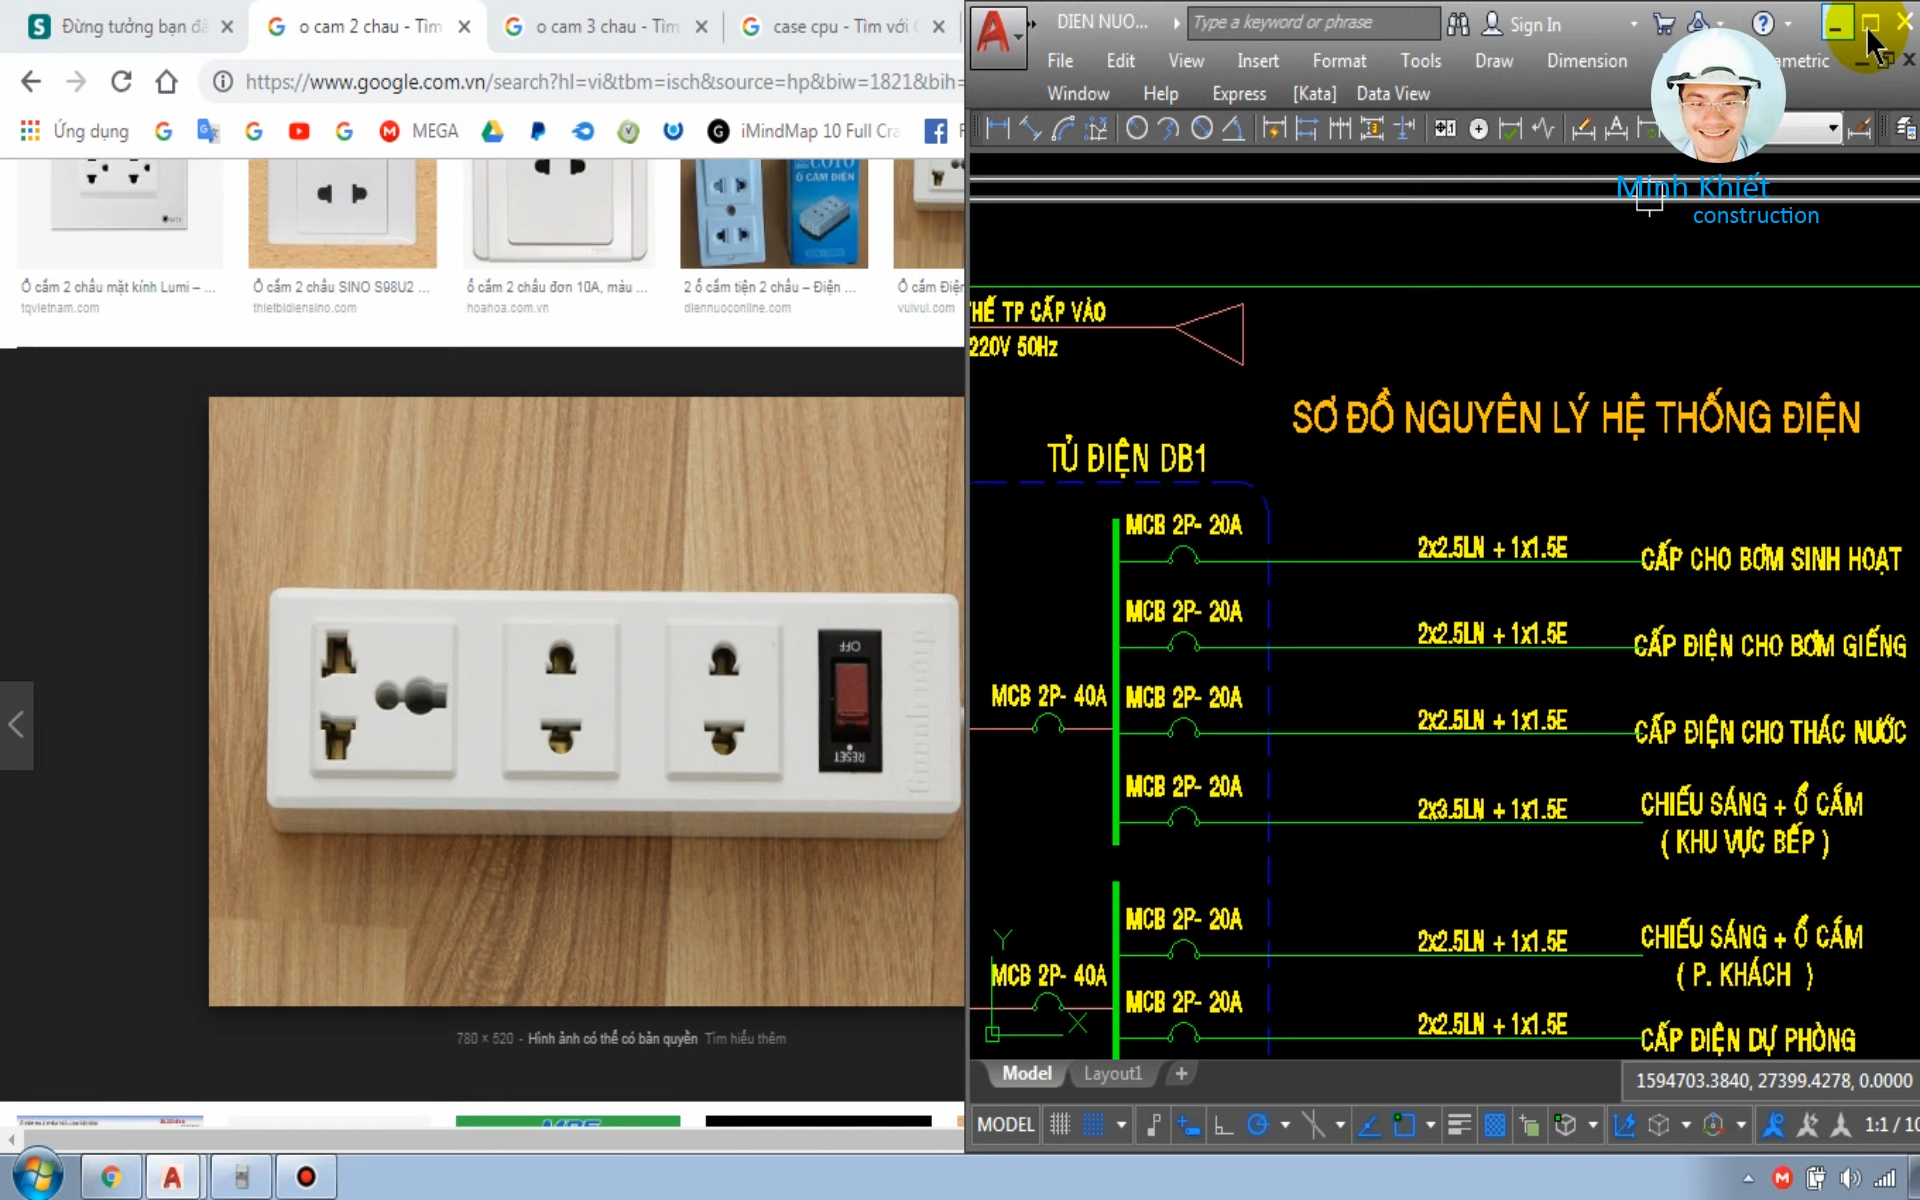 Đừng tưởng bạn đã
o cam 2 chau - Tìm
o cam 3 chau - Tìm
case cpu - Tìm với G
https://www.google.com.vn/search?hl=vi&tbm=isch&source=hp&biw=1821&bih=
Ứng dụng
MEGA
iMindMap 10 Full Cra
Ổ cắm 2 chấu mặt kính Lumi – ...
tqvietnam.com
Ổ cắm 2 chấu SINO S98U2 ...
thietbidiensino.com
ổ cắm 2 chấu đơn 10A, màu ...
hoahoa.com.vn
Ổ CẮM ĐIỆN
2 ổ cắm tiện 2 chấu – Điện ...
diennuoconline.com
Ổ cắm Điện
vuivui.com
OFF
RESET
780 × 520 - Hình ảnh có thể có bản quyền Tìm hiểu thêm
DIEN NUO...
Type a keyword or phrase
Sign In
File Edit View Insert Format Tools Draw Dimension ametric
Window Help Express [Kata] Data View
Minh Khiết
construction
THẾ TP CẤP VÀO
220V 50Hz
SƠ ĐỒ NGUYÊN LÝ HỆ THỐNG ĐIỆN
TỦ ĐIỆN DB1
MCB 2P- 20A
2x2.5LN + 1x1.5E
CẤP CHO BƠM SINH HOẠT
MCB 2P- 20A
2x2.5LN + 1x1.5E
CẤP ĐIỆN CHO BƠM GIẾNG
MCB 2P- 40A
MCB 2P- 20A
2x2.5LN + 1x1.5E
CẤP ĐIỆN CHO THÁC NƯỚC
MCB 2P- 20A
2x3.5LN + 1x1.5E
CHIẾU SÁNG + Ổ CẮM
( KHU VỰC BẾP )
MCB 2P- 20A
2x2.5LN + 1x1.5E
CHIẾU SÁNG + Ổ CẮM
( P. KHÁCH )
Y
MCB 2P- 40A
X
MCB 2P- 20A
2x2.5LN + 1x1.5E
CẤP ĐIỆN DỰ PHÒNG
Model Layout1 +
1594703.3840, 27399.4278, 0.0000
MODEL
1:1 / 10